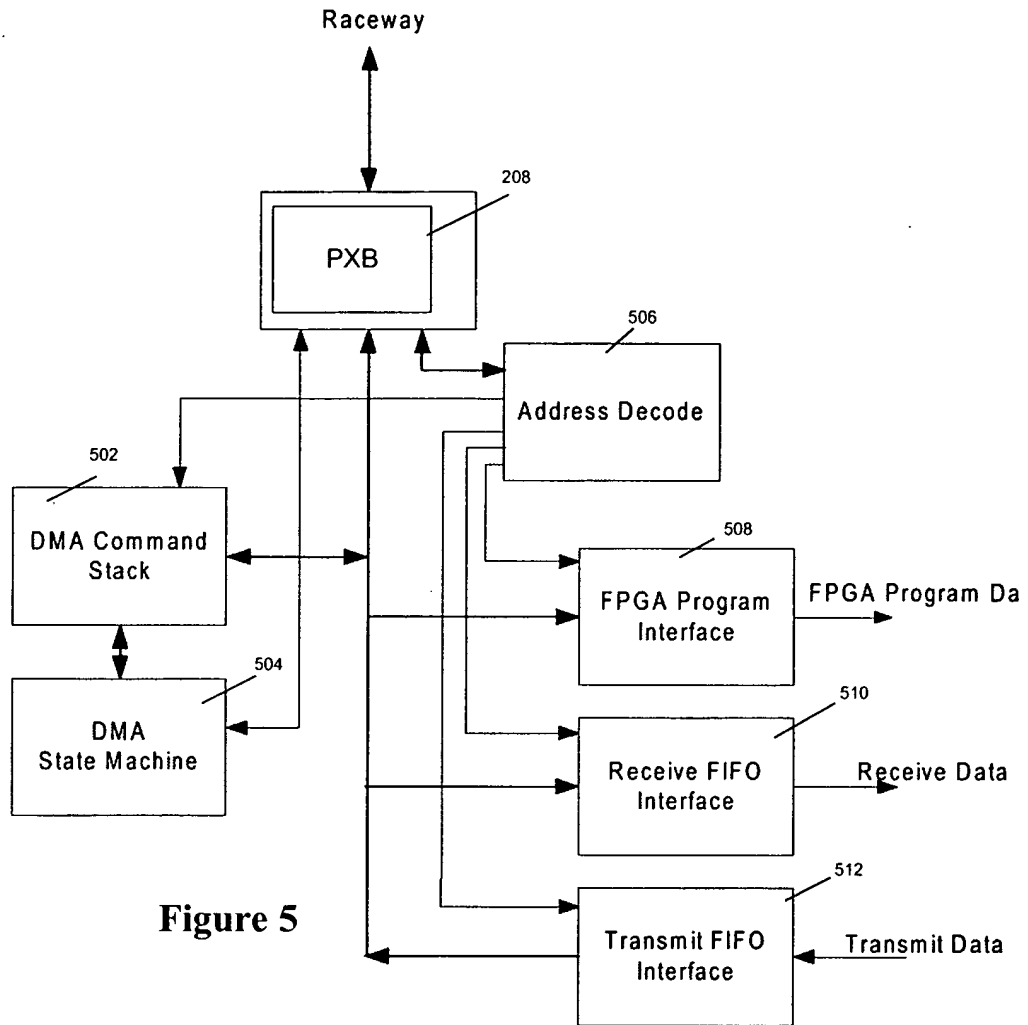 Raceway
208
PXB
506
Address Decode
502
DMA Command
Stack
508
FPGA Program
Interface
FPGA Program Da
504
DMA
State Machine
510
Receive FIFO
Interface
Receive Data
512
Transmit FIFO
Interface
Transmit Data
Figure 5